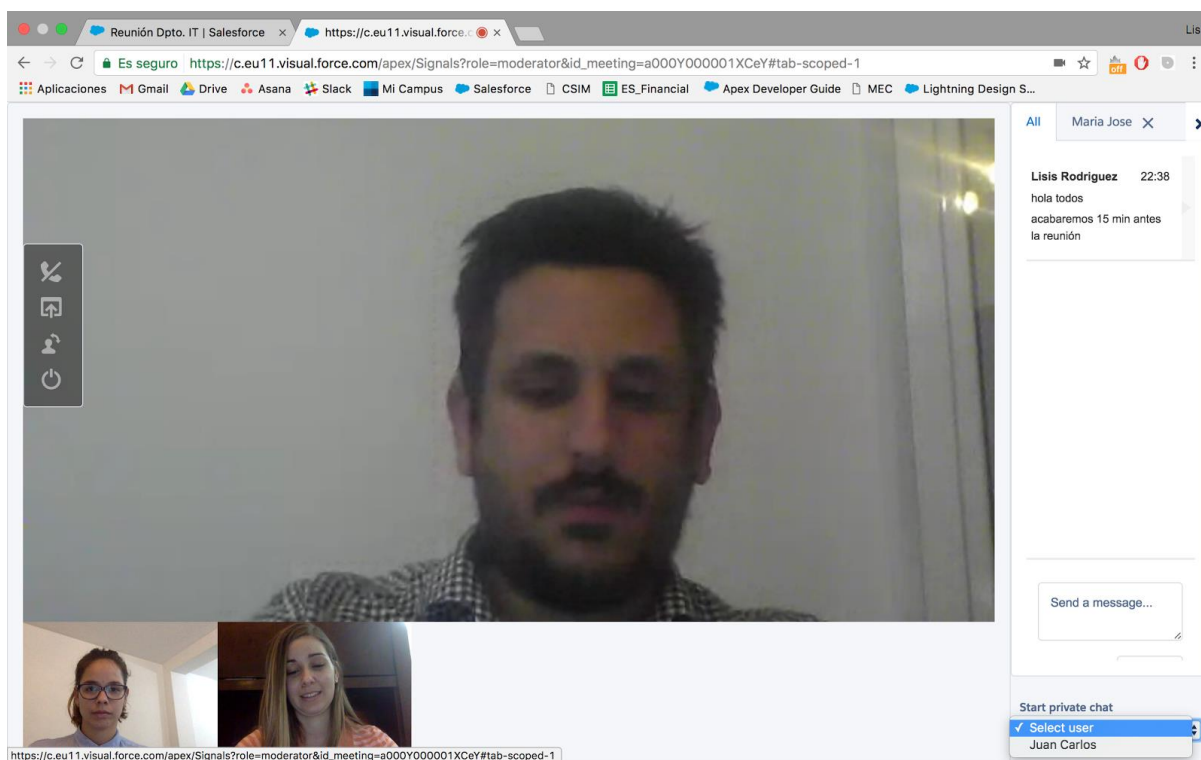 Reunión Dpto. IT | Salesforce
https://c.eu11.visual.force.c
Lis
Es seguro https://c.eu11.visual.force.com/apex/Signals?role=moderator&id_meeting=a000Y000001XCeY#tab-scoped-1
off
Aplicaciones Gmail Drive Asana Slack Mi Campus Salesforce CSIM ES_Financial Apex Developer Guide MEC Lightning Design S...
All Maria Jose
Lisis Rodriguez 22:38
hola todos
acabaremos 15 min antes
la reunión
Send a message...
Start private chat
Select user
Juan Carlos
https://c.eu11.visual.force.com/apex/Signals?role=moderator&id_meeting=a000Y000001XCeY#tab-scoped-1